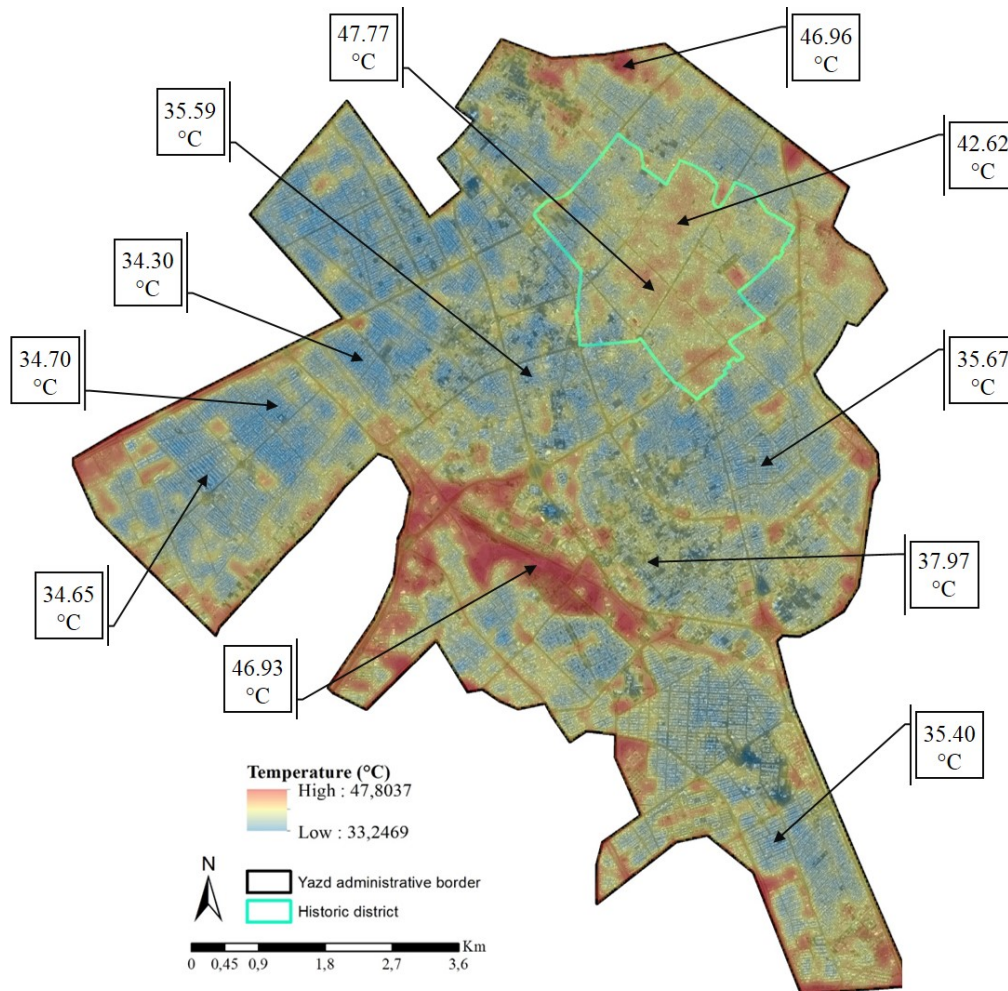 47.77
°C
46.96
°C
35.59
°C
42.62
°C
34.30
°C
34.70
°C
35.67
°C
34.65
°C
37.97
°C
46.93
°C
35.40
°C
Temperature (°C)
High : 47,8037
Low : 33,2469
N
Yazd administrative border
Historic district
Km
0 0,45 0,9 1,8 2,7 3,6